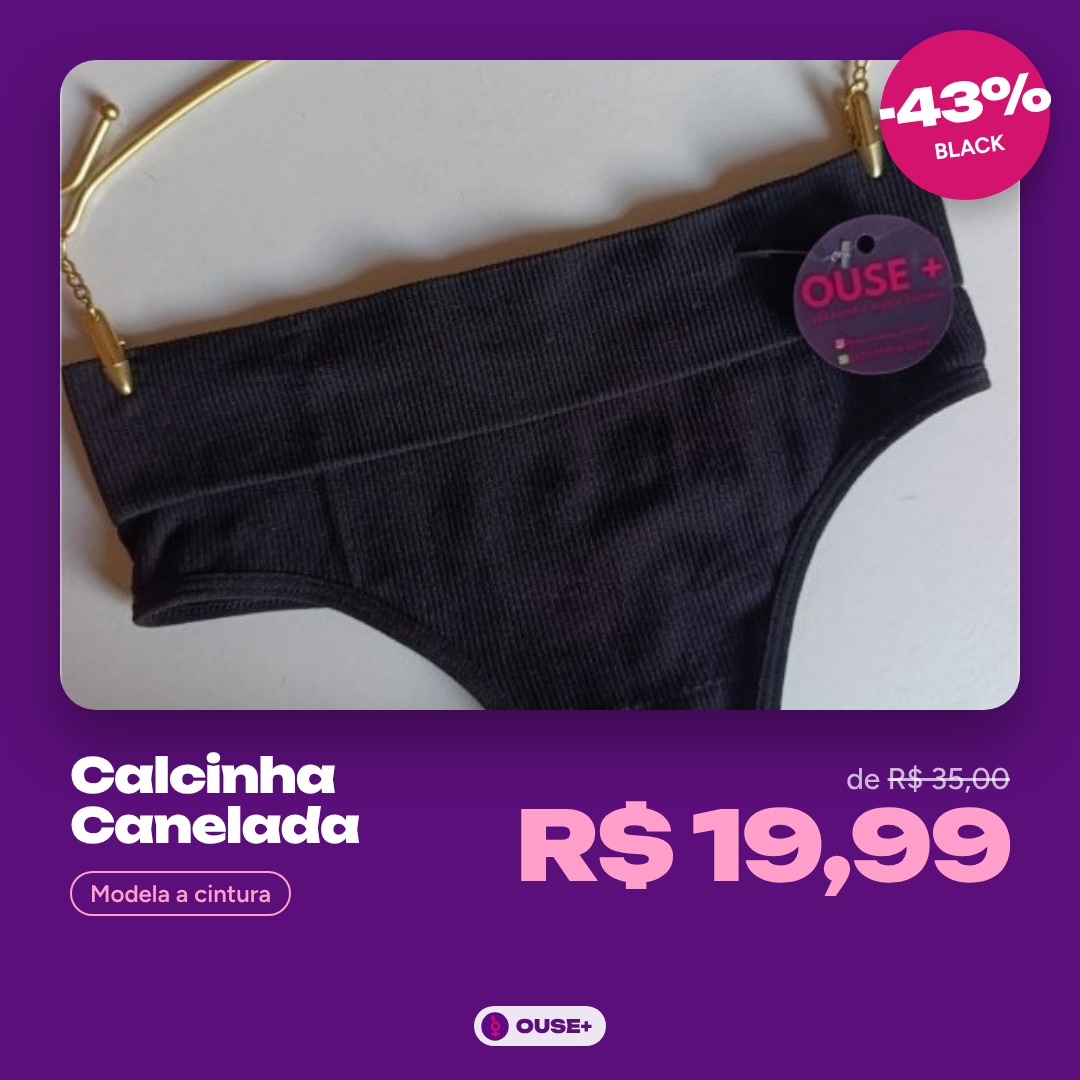 -43%
BLACK
OUSE +
Calcinha
Canelada
Modela a cintura
de R$ 35,00
R$ 19,99
OUSE+